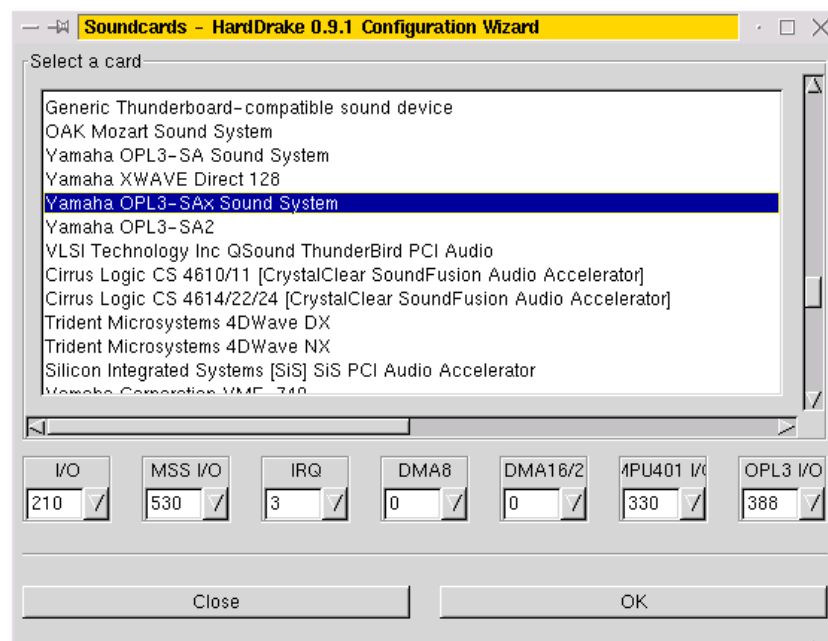 Soundcards - HardDrake 0.9.1 Configuration Wizard
Select a card
Generic Thunderboard-compatible sound device
OAK Mozart Sound System
Yamaha OPL3-SA Sound System
Yamaha XWAVE Direct 128
Yamaha OPL3-SAx Sound System
Yamaha OPL3-SA2
VLSI Technology Inc QSound ThunderBird PCI Audio
Cirrus Logic CS 4610/11 [CrystalClear SoundFusion Audio Accelerator]
Cirrus Logic CS 4614/22/24 [CrystalClear SoundFusion Audio Accelerator]
Trident Microsystems 4DWave DX
Trident Microsystems 4DWave NX
Silicon Integrated Systems [SiS] SiS PCI Audio Accelerator
Yamaha Corporation
I/O MSS I/O IRQ DMA8 DMA16/2 MPU401 I/O OPL3 I/O
210 530 3 0 0 330 388
Close OK